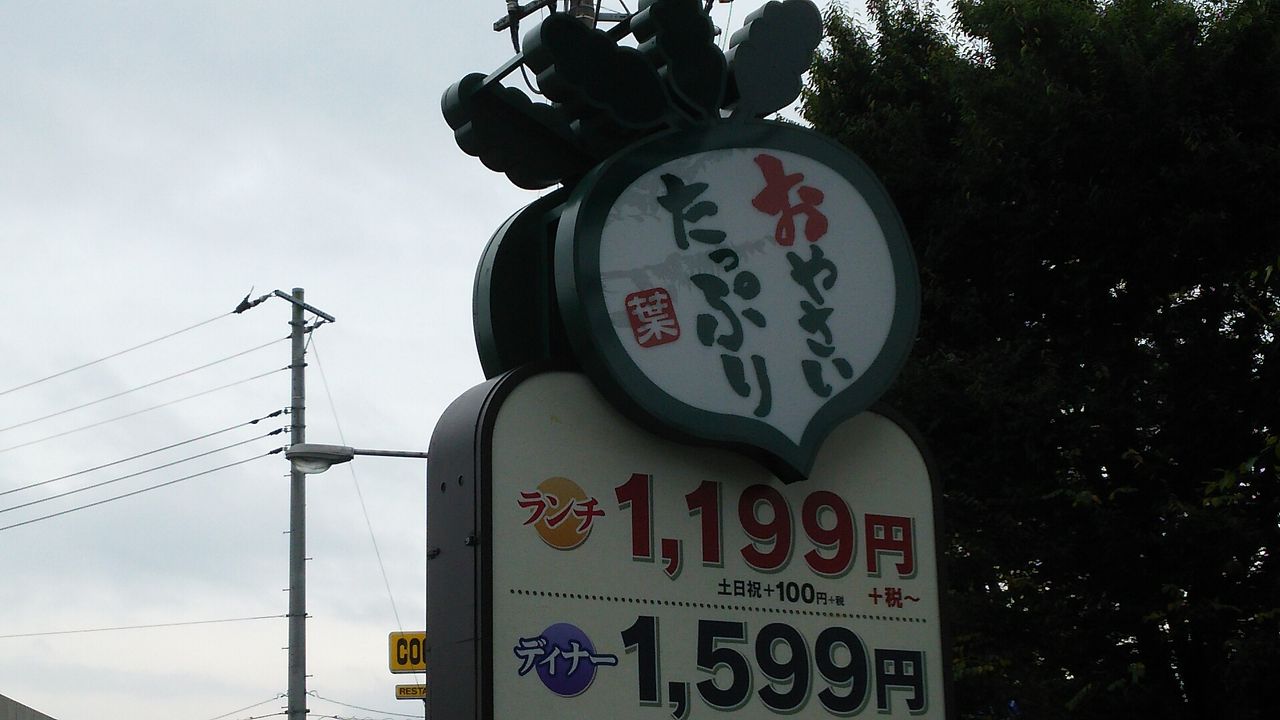 おやさい
たっぷり
葉
ランチ 1,199円
土日祝+100円+税 +税~
ディナー 1,599円